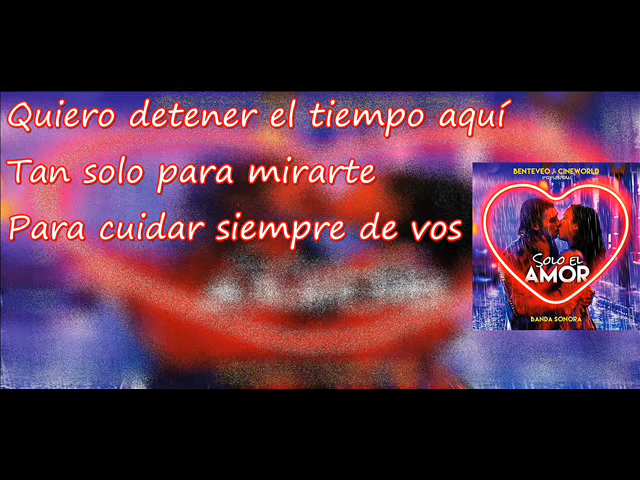 Quiero detener el tiempo aquí
Tan solo para mirarte
Para cuidar siempre de vos
BENTEVEO & CINEWORLD
SOLO EL
AMOR
BANDA SONORA